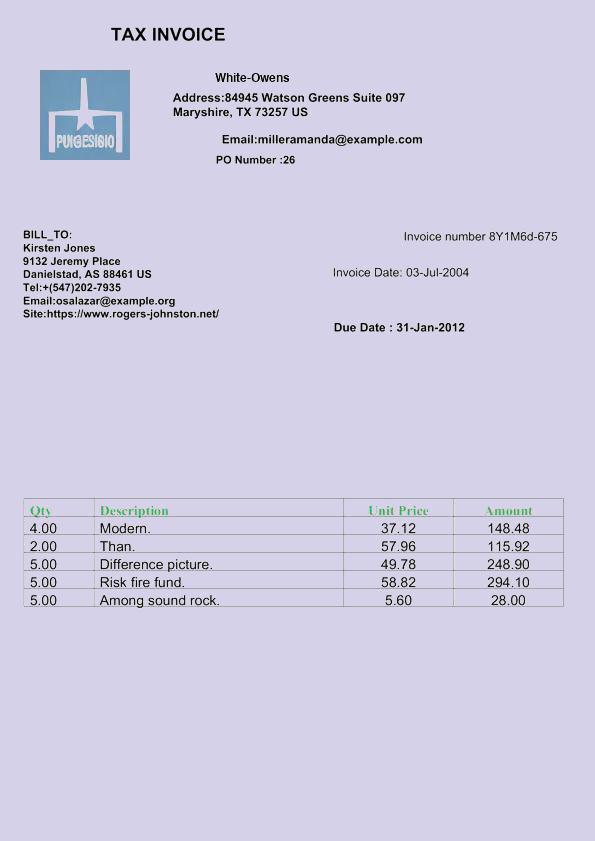 TAX INVOICE
White-Owens
Address:84945 Watson Greens Suite 097
Maryshire, TX 73257 US
Email:milleramanda@example.com
PO Number :26
PUIGESIGIO
BILL_TO:
Kirsten Jones
9132 Jeremy Place
Danielstad, AS 88461 US
Tel:+(547)202-7935
Email:osalazar@example.org
Site:https://www.rogers-johnston.net/
Invoice number 8Y1M6d-675
Invoice Date: 03-Jul-2004
Due Date : 31-Jan-2012
Qty Description Unit Price Amount
4.00 Modern. 37.12 148.48
2.00 Than. 57.96 115.92
5.00 Difference picture. 49.78 248.90
5.00 Risk fire fund. 58.82 294.10
5.00 Among sound rock. 5.60 28.00